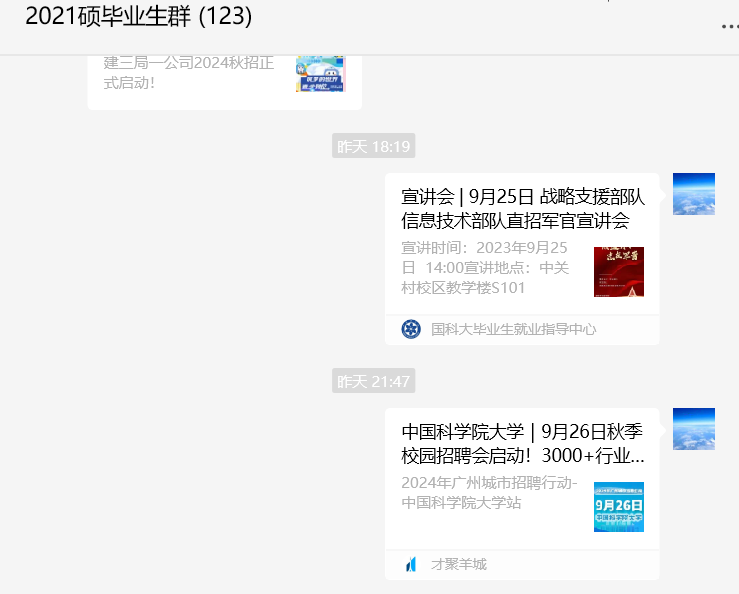 2021硕毕业生群 (123)
建三局一公司2024秋招正
式启动！
昨天 18:19
宣讲会 | 9月25日 战略支援部队
信息技术部队直招军官宣讲会
宣讲时间：2023年9月25
日  14:00宣讲地点：中关
村校区教学楼S101
国科大毕业生就业指导中心
昨天 21:47
中国科学院大学｜9月26日秋季
校园招聘会启动！3000+行业...
2024年广州城市招聘行动-
中国科学院大学站
9月26日
中国科学院大学
才聚羊城